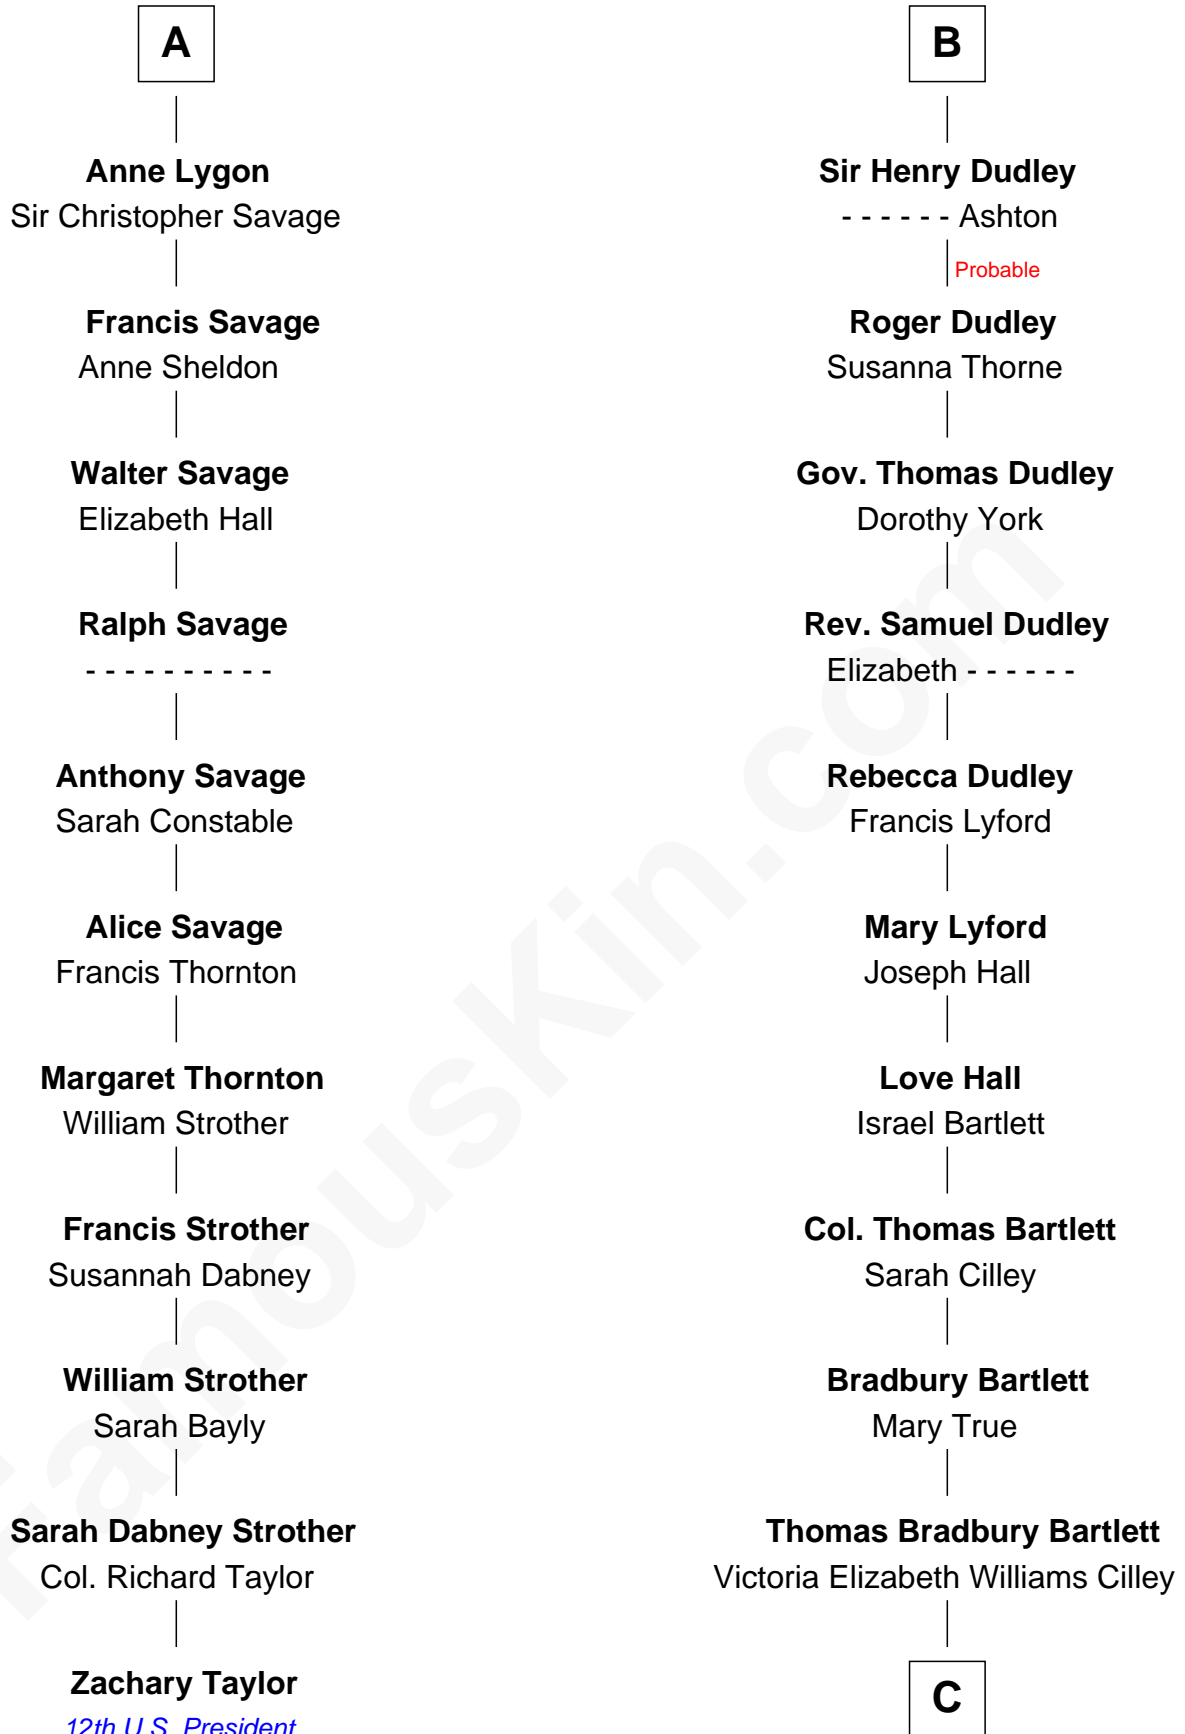 A
Anne Lygon
Sir Christopher Savage
Francis Savage
Anne Sheldon
Walter Savage
Elizabeth Hall
Ralph Savage
- - - - - - - - - -
Anthony Savage
Sarah Constable
Alice Savage
Francis Thornton
Margaret Thornton
William Strother
Francis Strother
Susannah Dabney
William Strother
Sarah Bayly
Sarah Dabney Strother
Col. Richard Taylor
Zachary Taylor
12th U.S. President
B
Sir Henry Dudley
- - - - - - Ashton
Probable
Roger Dudley
Susanna Thorne
Gov. Thomas Dudley
Dorothy York
Rev. Samuel Dudley
Elizabeth - - - - - -
Rebecca Dudley
Francis Lyford
Mary Lyford
Joseph Hall
Love Hall
Israel Bartlett
Col. Thomas Bartlett
Sarah Cilley
Bradbury Bartlett
Mary True
Thomas Bradbury Bartlett
Victoria Elizabeth Williams Cilley
C
famouskin.com